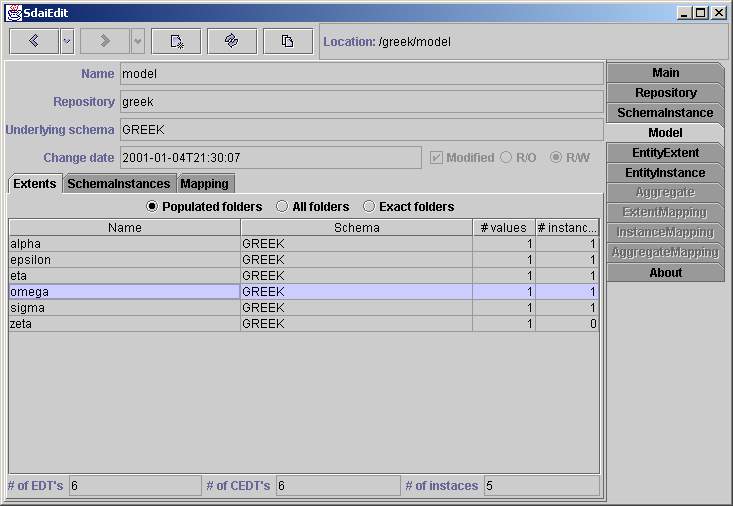 SdaiEdit
Location: /greek/model
Name model
Repository greek
Underlying schema GREEK
Change date 2001-01-04T21:30:07 Modified R/O R/W
Extents SchemaInstances Mapping
Populated folders All folders Exact folders
Name Schema # values # instanc...
alpha GREEK 1 1
epsilon GREEK 1 1
eta GREEK 1 1
omega GREEK 1 1
sigma GREEK 1 1
zeta GREEK 1 0
# of EDT's 6 # of CEDT's 6 # of instaces 5
Main
Repository
SchemaInstance
Model
EntityExtent
EntityInstance
Aggregate
ExtentMapping
InstanceMapping
AggregateMapping
About